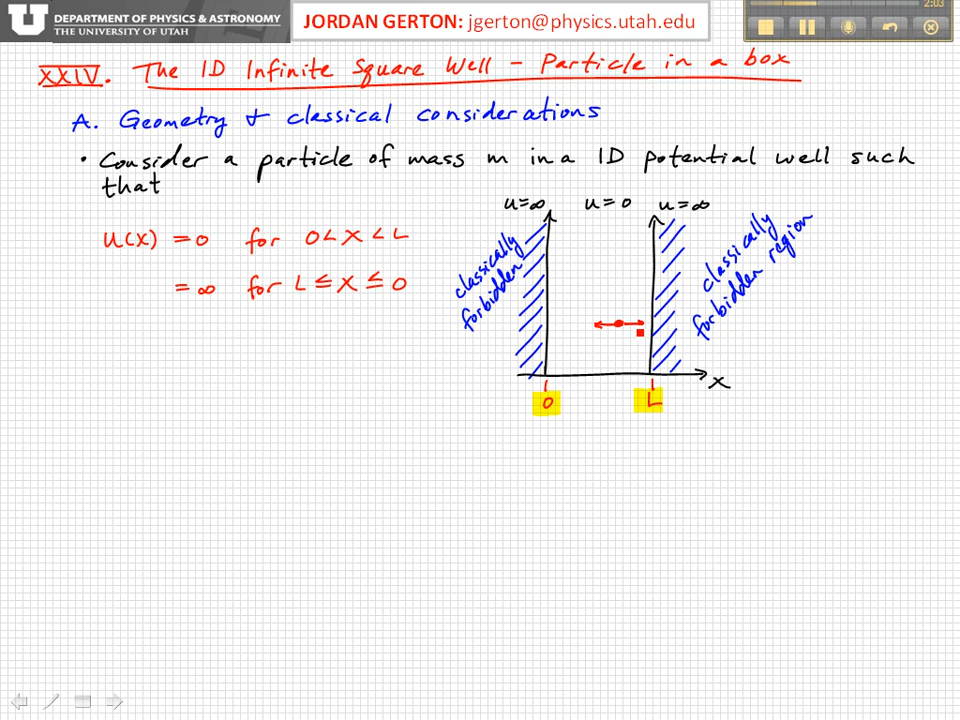 U DEPARTMENT OF PHYSICS & ASTRONOMY
THE UNIVERSITY OF UTAH
JORDAN GERTON: jgerton@physics.utah.edu
2:03
XXIV. The 1D Infinite Square Well - Particle in a box
A. Geometry & classical considerations
• Consider a particle of mass m in a 1D potential well such
that
u=∞ u=0 u=∞
U(x) = 0 for 0<x<L
= ∞ for L≤x≤0
classically
forbidden
classically
forbidden region
x
0 L